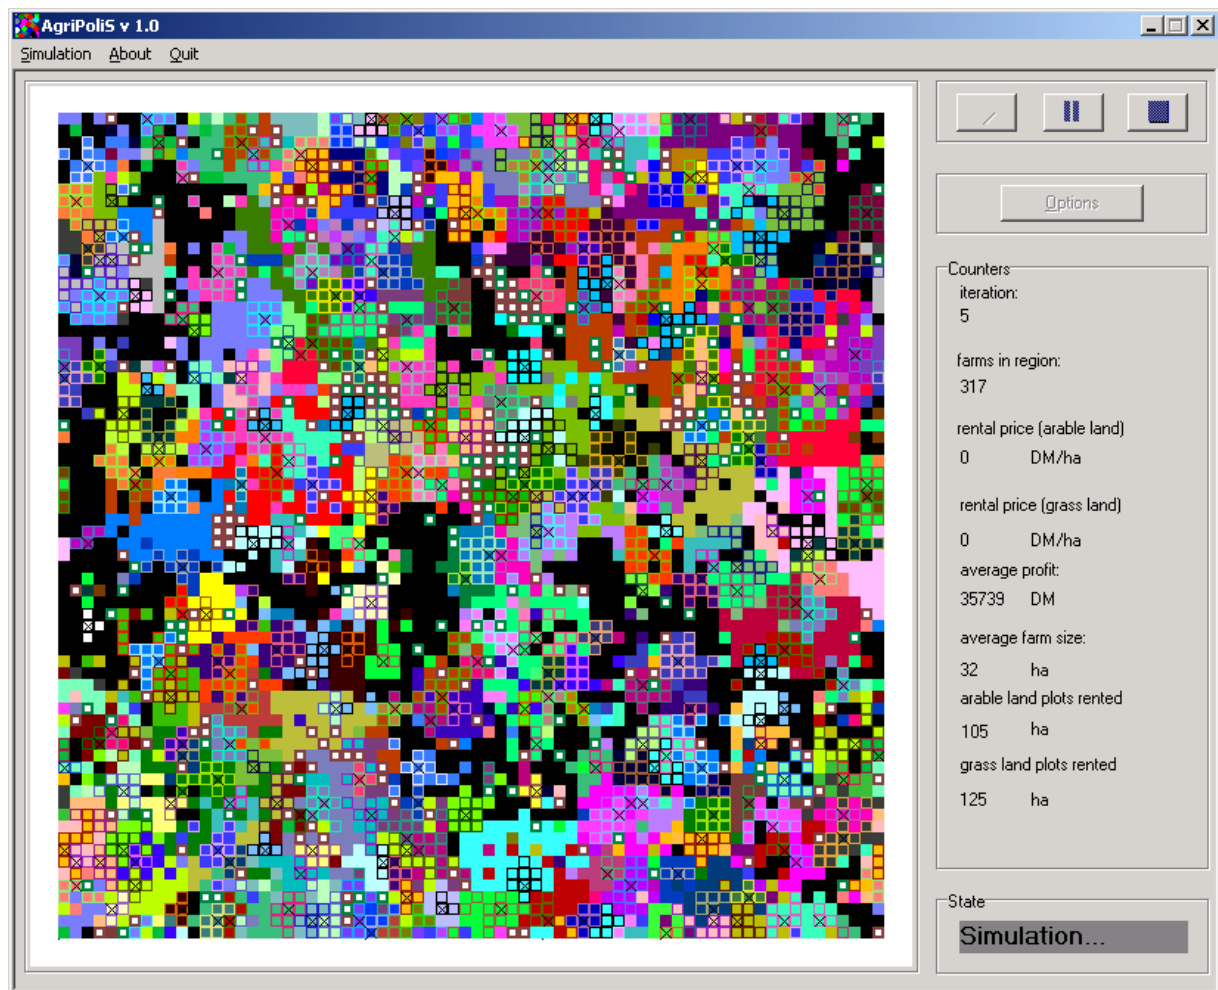 AgriPoliS v 1.0
Simulation About Quit
Options
Counters
iteration:
5
farms in region:
317
rental price (arable land)
0 DM/ha
rental price (grass land)
0 DM/ha
average profit:
35739 DM
average farm size:
32 ha
arable land plots rented
105 ha
grass land plots rented
125 ha
State
Simulation...